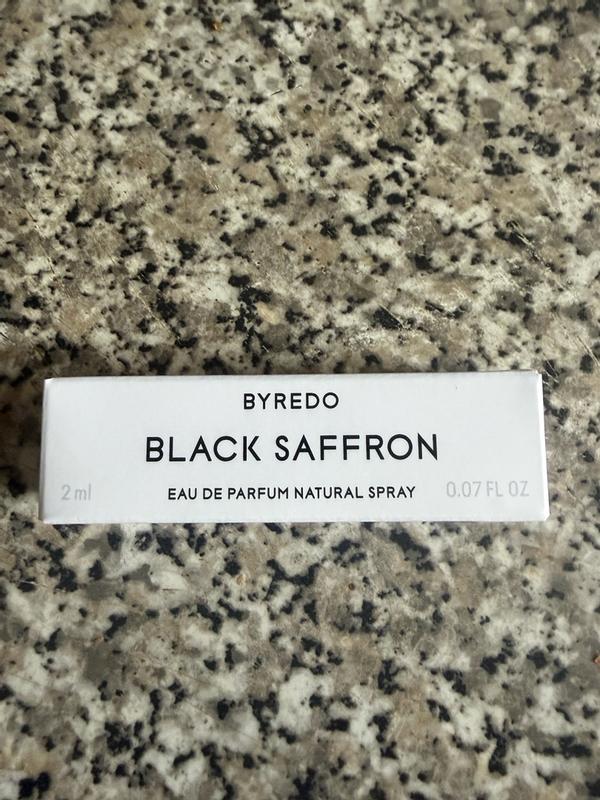 BYREDO
BLACK SAFFRON
2 ml EAU DE PARFUM NATURAL SPRAY 0.07 FL OZ